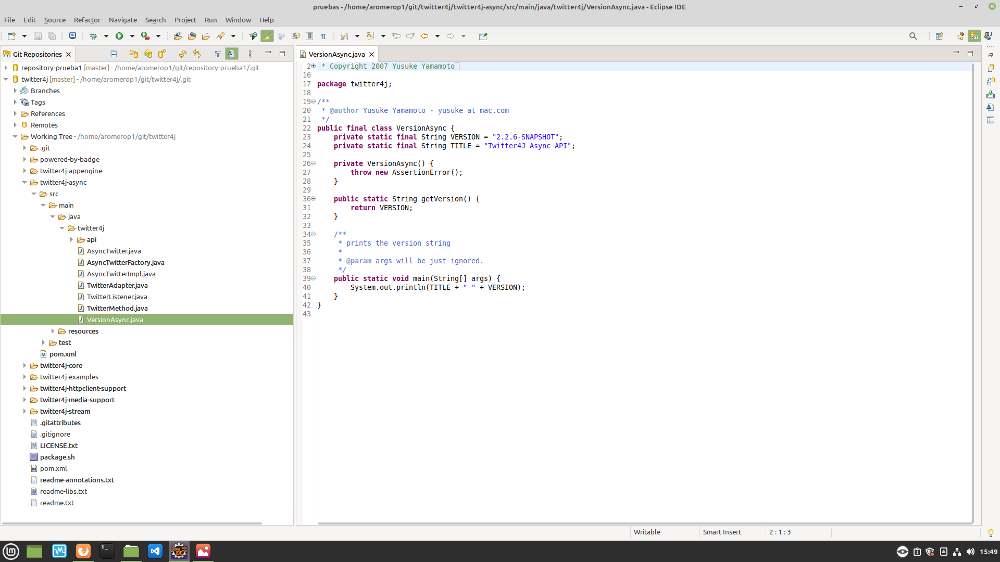 pruebas - /home/aromerop1/git/twitter4j/twitter4j-async/src/main/java/twitter4j/VersionAsync.java - Eclipse IDE
File Edit Source Refactor Navigate Search Project Run Window Help
Git Repositories
repository-prueba1 [master] - /home/aromerop1/git/repository-prueba1/.git
twitter4j [master] - /home/aromerop1/git/twitter4j/.git
Branches
Tags
References
Remotes
Working Tree - /home/aromerop1/git/twitter4j
.git
powered-by-badge
twitter4j-appengine
twitter4j-async
src
main
java
twitter4j
api
AsyncTwitter.java
AsyncTwitterFactory.java
AsyncTwitterImpl.java
TwitterAdapter.java
TwitterListener.java
TwitterMethod.java
VersionAsync.java
resources
test
pom.xml
twitter4j-core
twitter4j-examples
twitter4j-httpclient-support
twitter4j-media-support
twitter4j-stream
.gitattributes
.gitignore
LICENSE.txt
package.sh
pom.xml
readme-annotations.txt
readme-libs.txt
readme.txt
VersionAsync.java
2 * Copyright 2007 Yusuke Yamamoto
16
17 package twitter4j;
18
19 /**
20 * @author Yusuke Yamamoto - yusuke at mac.com
21 */
22 public final class VersionAsync {
23 private static final String VERSION = "2.2.6-SNAPSHOT";
24 private static final String TITLE = "Twitter4J Async API";
25
26 private VersionAsync() {
27 throw new AssertionError();
28 }
29
30 public static String getVersion() {
31 return VERSION;
32 }
33
34 /**
35 * prints the version string
36 *
37 * @param args will be just ignored.
38 */
39 public static void main(String[] args) {
40 System.out.println(TITLE + " " + VERSION);
41 }
42 }
43
Writable Smart Insert 2 : 1 : 3
Java EE
IDE
15:49